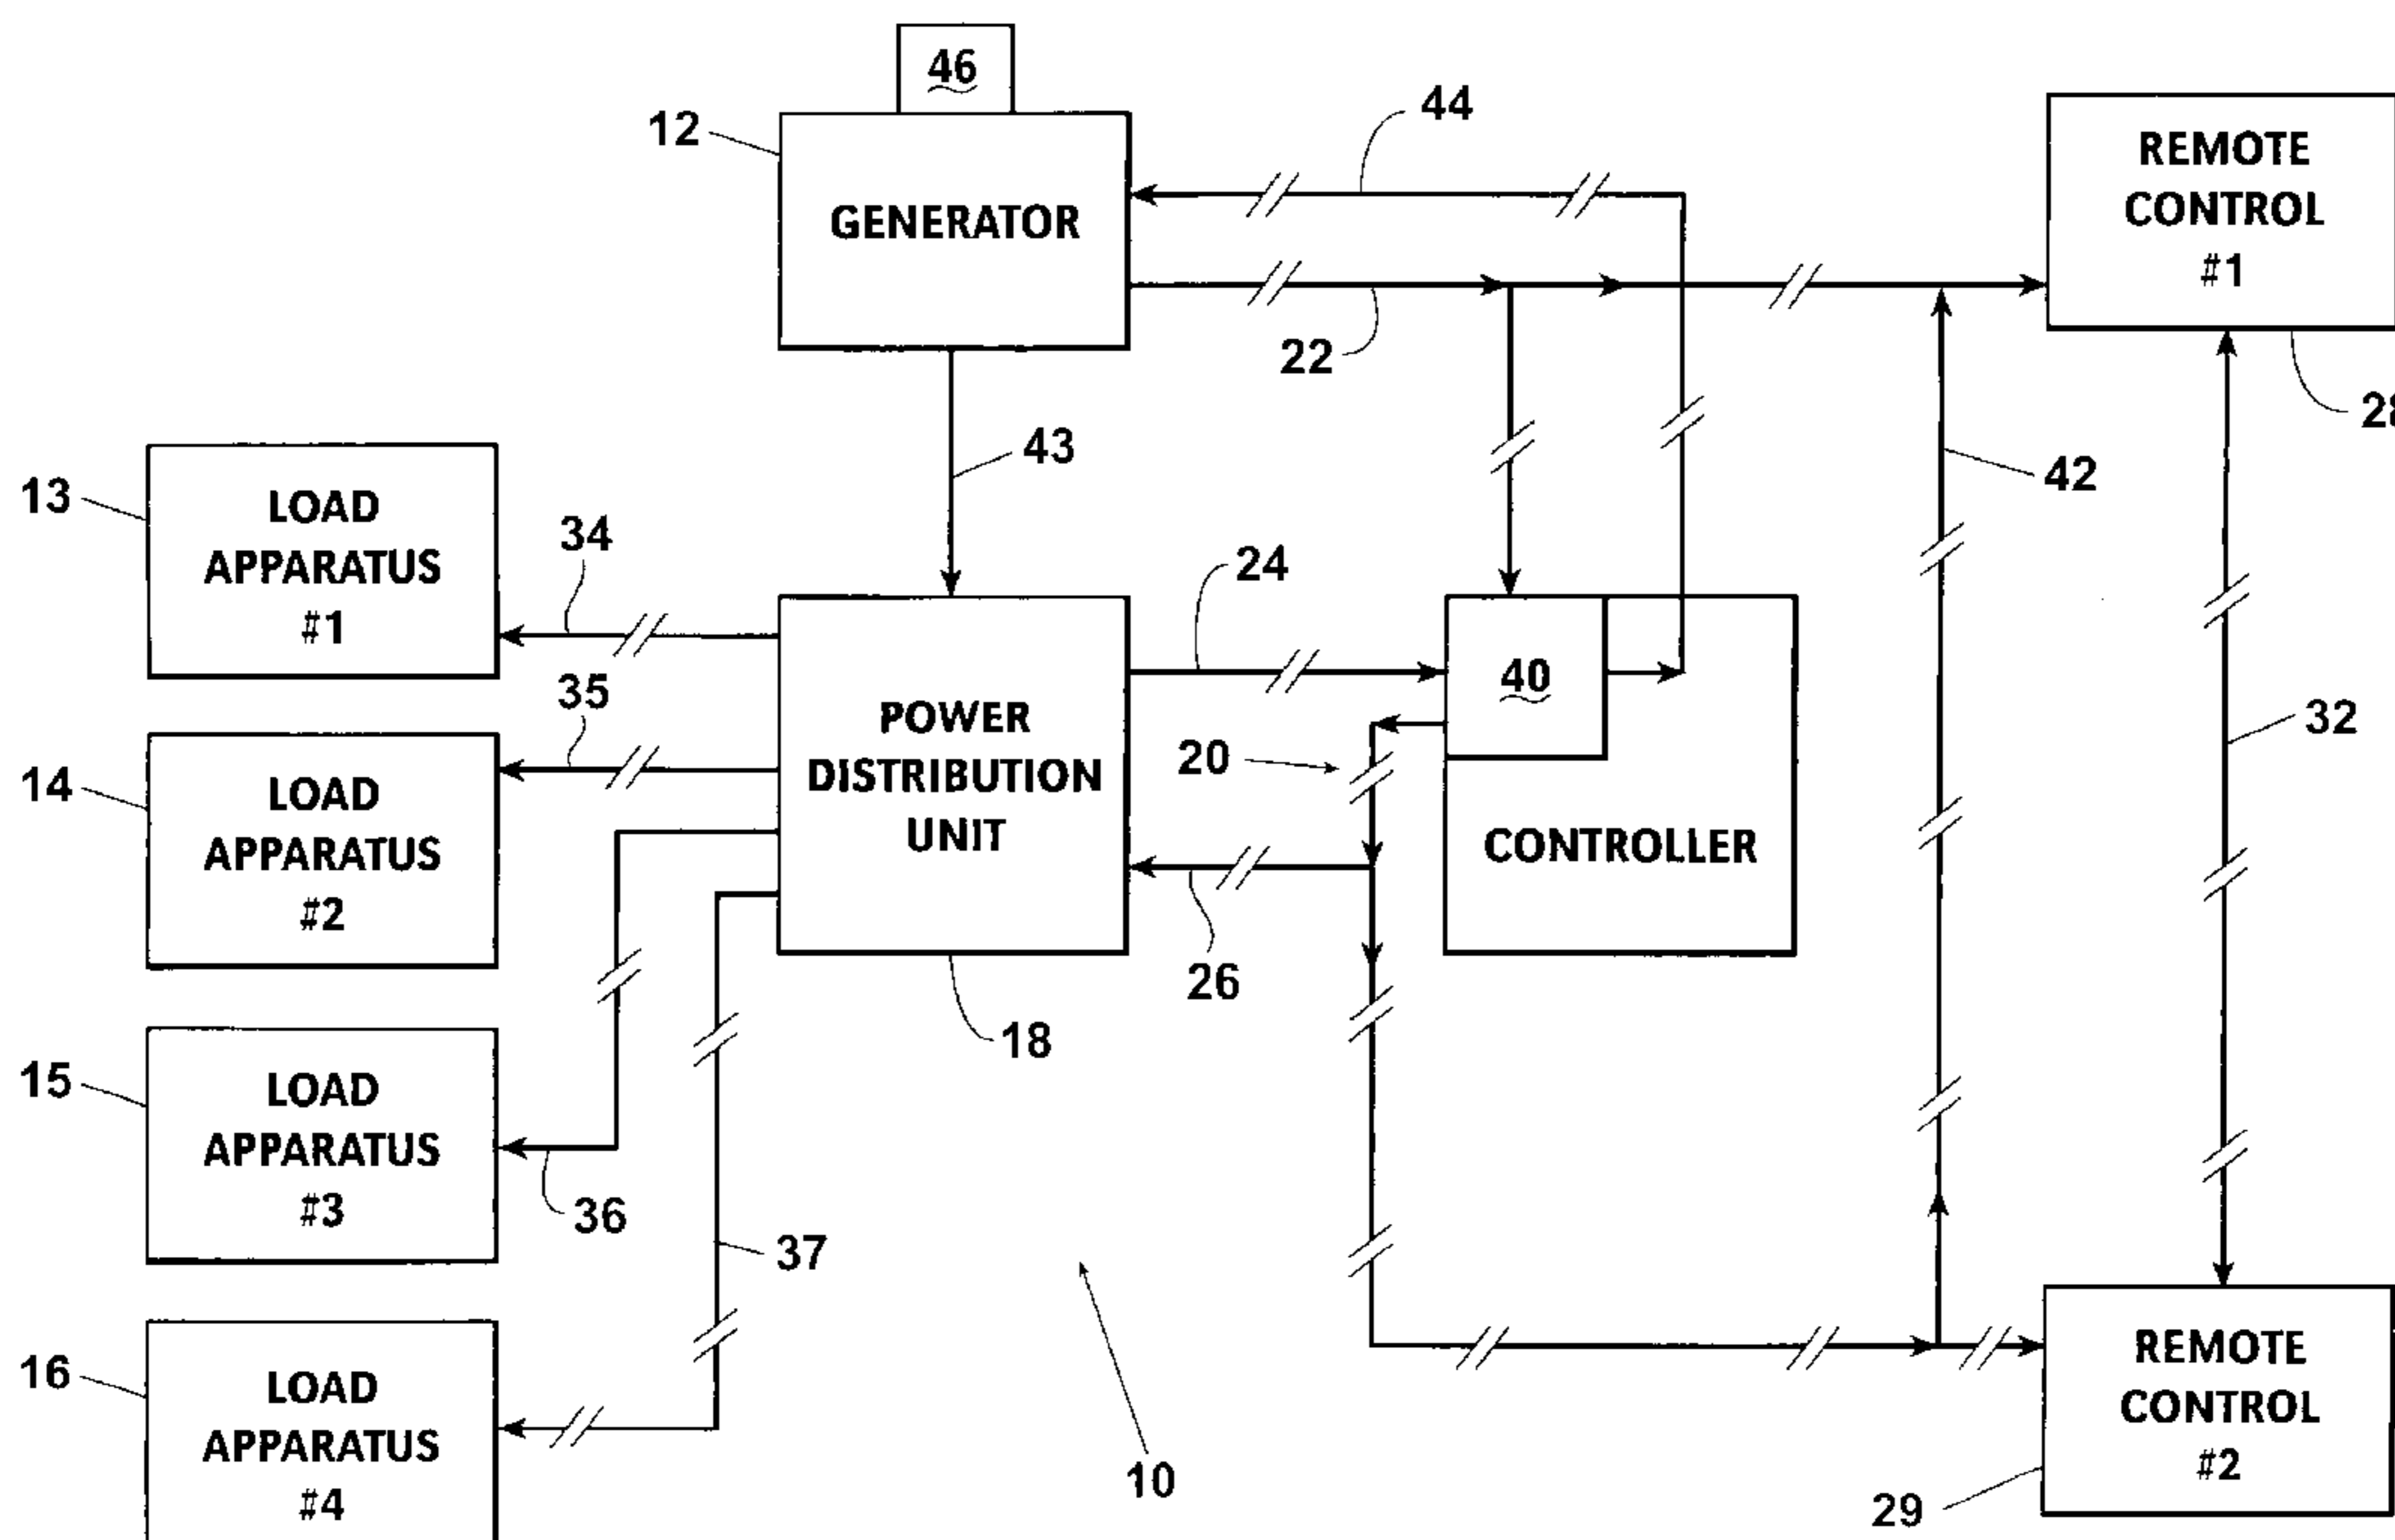 46
12
GENERATOR
44
REMOTE
CONTROL
#1
22
28
43
42
13
LOAD
APPARATUS
#1
34
24
35
40
32
POWER
DISTRIBUTION
UNIT
20
CONTROLLER
14
LOAD
APPARATUS
#2
26
18
15
LOAD
APPARATUS
#3
36
37
16
LOAD
APPARATUS
#4
10
REMOTE
CONTROL
#2
29